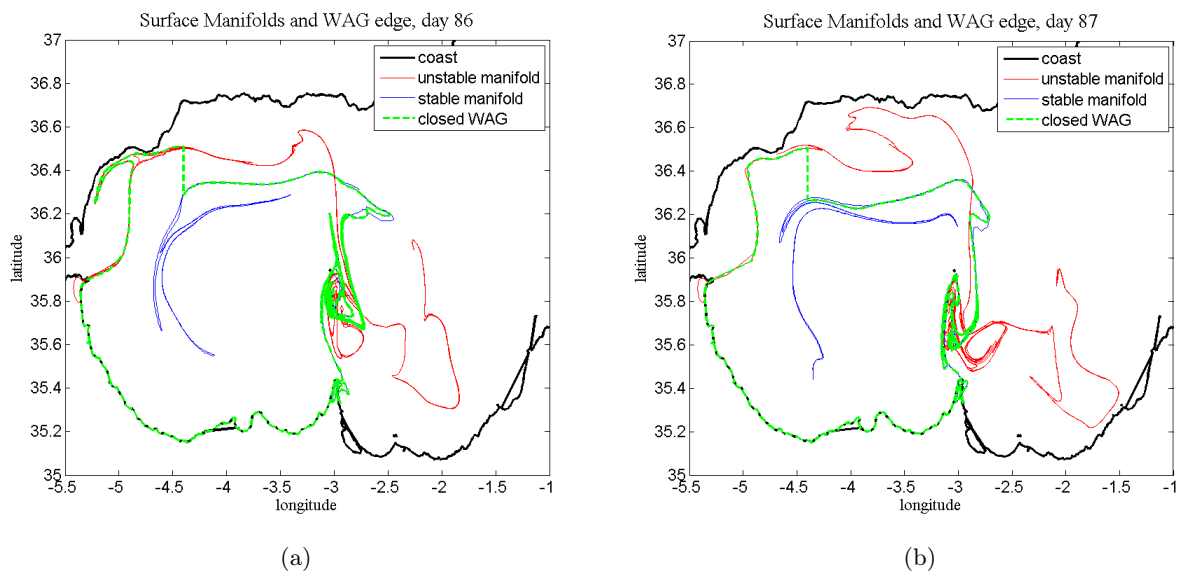 Surface Manifolds and WAG edge, day 86
37
36.8
36.6
36.4
36.2
36
35.8
35.6
35.4
35.2
35
latitude
-5.5
-5
-4.5
-4
-3.5
-3
-2.5
-2
-1.5
-1
longitude
coast
unstable manifold
stable manifold
closed WAG
(a)
Surface Manifolds and WAG edge, day 87
37
36.8
36.6
36.4
36.2
36
35.8
35.6
35.4
35.2
35
latitude
-5.5
-5
-4.5
-4
-3.5
-3
-2.5
-2
-1.5
-1
longitude
coast
unstable manifold
stable manifold
closed WAG
(b)